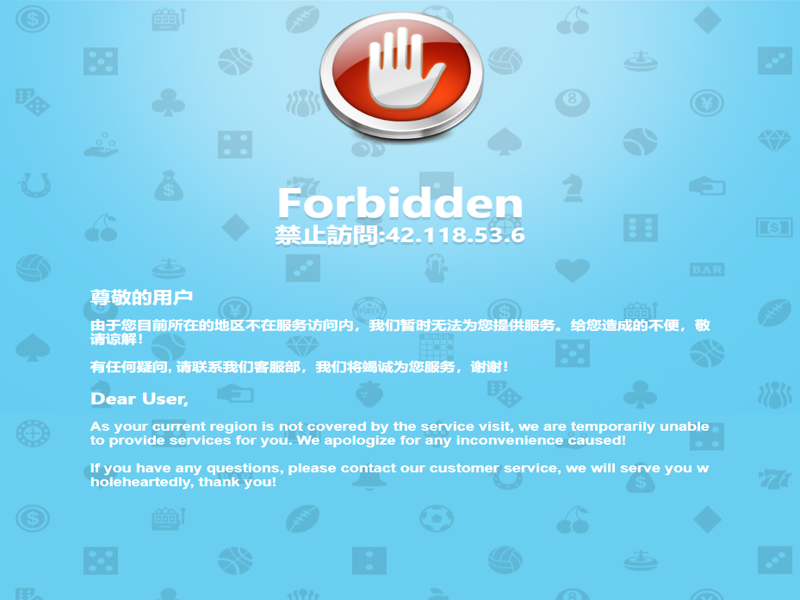 Forbidden
禁止訪問:42.118.53.6
尊敬的用户
由于您目前所在的地区不在服务访问内，我们暂时无法为您提供服务。给您造成的不便，敬
请谅解！
有任何疑问, 请联系我们客服部，我们将竭诚为您服务，谢谢！
Dear User,
As your current region is not covered by the service visit, we are temporarily unable
to provide services for you. We apologize for any inconvenience caused!
If you have any questions, please contact our customer service, we will serve you w
holeheartedly, thank you!